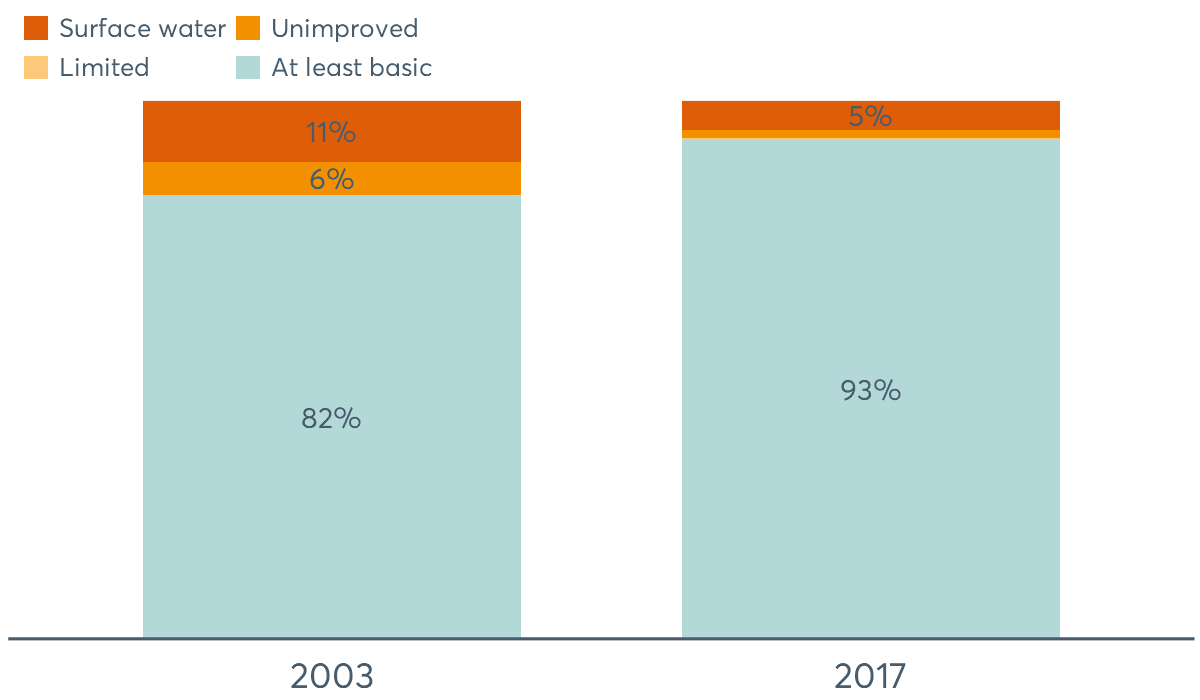 Surface water Unimproved
Limited At least basic
11% 5%
6%
93%
82%
2003 2017